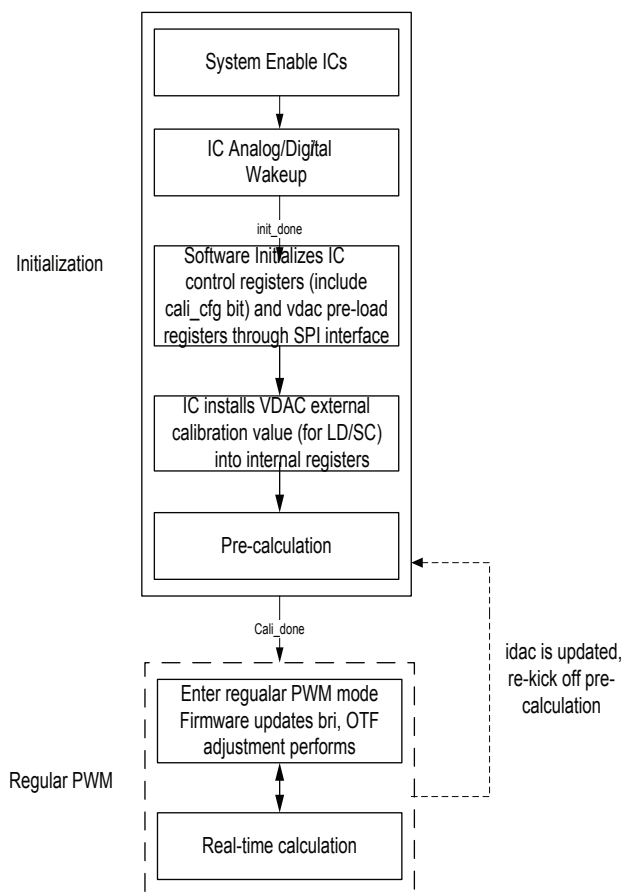 System Enable ICs
IC Analog/Digital
Wakeup
init_done
Initialization
Software Initializes IC
control registers (include
cali_cfg bit) and vdac pre-load
registers through SPI interface
IC installs VDAC external
calibration value (for LD/SC)
into internal registers
Pre-calculation
Cali_done
idac is updated,
re-kick off pre-
calculation
Enter regualar PWM mode
Firmware updates bri, OTF
adjustment performs
Regular PWM
Real-time calculation